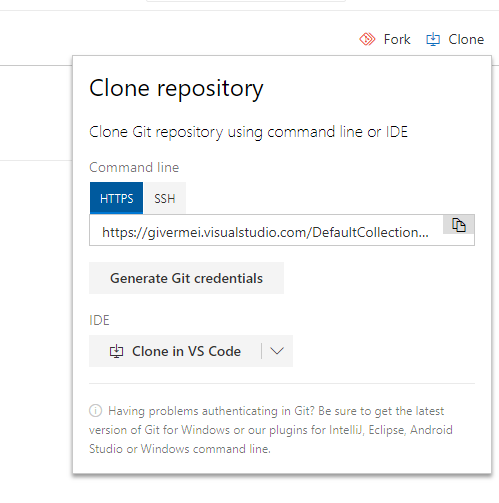 Fork Clone
Clone repository
Clone Git repository using command line or IDE
Command line
HTTPS SSH
https://givermei.visualstudio.com/DefaultCollection...
Generate Git credentials
IDE
Clone in VS Code
Having problems authenticating in Git? Be sure to get the latest
version of Git for Windows or our plugins for IntelliJ, Eclipse, Android
Studio or Windows command line.